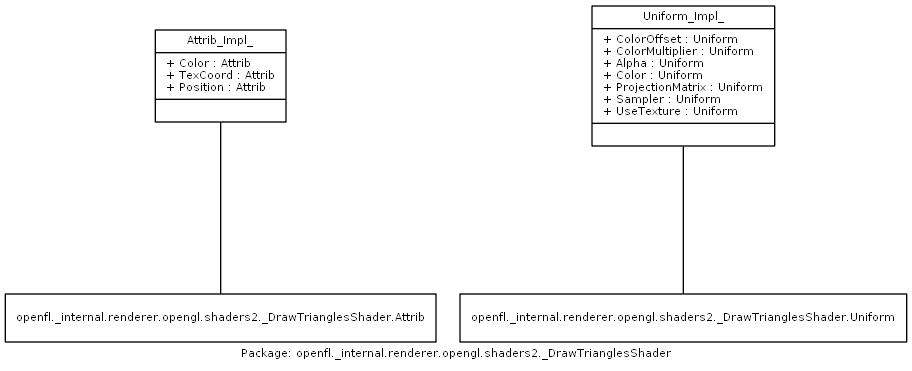 Attrib_Impl_
+ Color : Attrib
+ TexCoord : Attrib
+ Position : Attrib
Uniform_Impl_
+ ColorOffset : Uniform
+ ColorMultiplier : Uniform
+ Alpha : Uniform
+ Color : Uniform
+ ProjectionMatrix : Uniform
+ Sampler : Uniform
+ UseTexture : Uniform
openfl._internal.renderer.opengl.shaders2._DrawTrianglesShader.Attrib
openfl._internal.renderer.opengl.shaders2._DrawTrianglesShader.Uniform
Package: openfl._internal.renderer.opengl.shaders2._DrawTrianglesShader